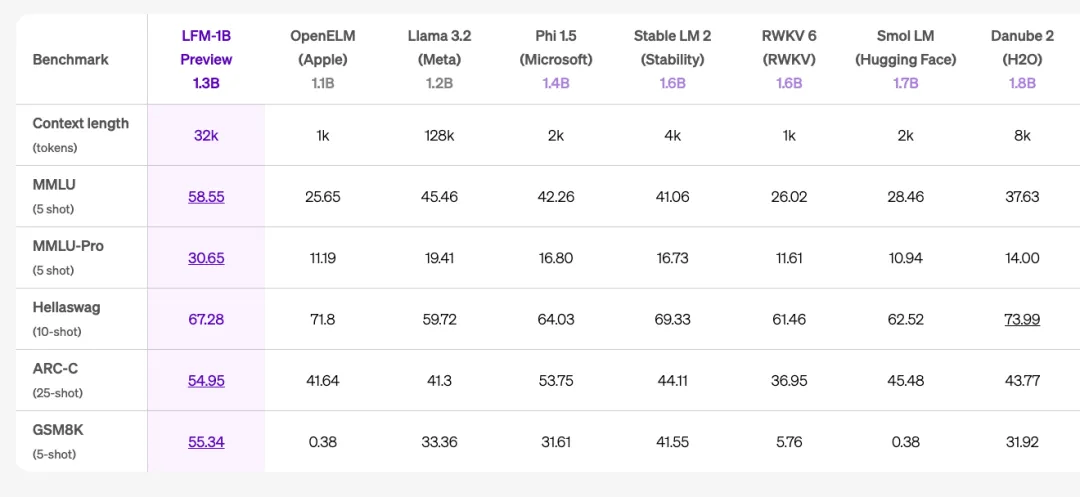 Benchmark LFM-1B Preview 1.3B OpenELM (Apple) 1.1B Llama 3.2 (Meta) 1.2B Phi 1.5 (Microsoft) 1.4B Stable LM 2 (Stability) 1.6B RWKV 6 (RWKV) 1.6B Smol LM (Hugging Face) 1.7B Danube 2 (H2O) 1.8B
Context length (tokens) 32k 1k 128k 2k 4k 1k 2k 8k
MMLU (5 shot) 58.55 25.65 45.46 42.26 41.06 26.02 28.46 37.63
MMLU-Pro (5 shot) 30.65 11.19 19.41 16.80 16.73 11.61 10.94 14.00
Hellaswag (10-shot) 67.28 71.8 59.72 64.03 69.33 61.46 62.52 73.99
ARC-C (25-shot) 54.95 41.64 41.3 53.75 44.11 36.95 45.48 43.77
GSM8K (5-shot) 55.34 0.38 33.36 31.61 41.55 5.76 0.38 31.92